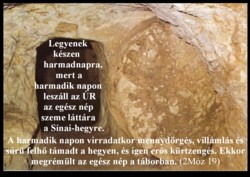 Legyenek
készen
harmadnapra,
mert a
harmadik napon
leszáll az ÚR
az egész nép
szeme láttára
a Sínai-hegyre.
A harmadik napon virradatkor mennydörgés, villámlás és
sűrű felhő támadt a hegyen, és igen erős kürtzengés. Ekkor
megrémült az egész nép a táborban. (2Móz 19)